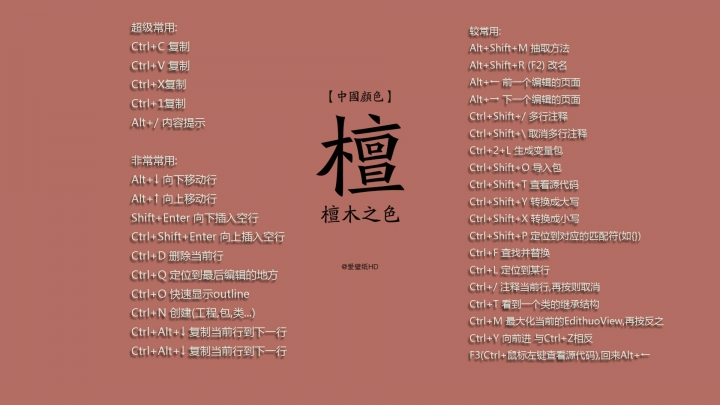 超级常用:
Ctrl+C 复制
Ctrl+V 复制
Ctrl+X复制
Ctrl+1复制
Alt+/ 内容提示
非常常用:
Alt+↓ 向下移动行
Alt+↑ 向上移动行
Shift+Enter 向下插入空行
Ctrl+Shift+Enter 向上插入空行
Ctrl+D 删除当前行
Ctrl+Q 定位到最后编辑的地方
Ctrl+O 快速显示outline
Ctrl+N 创建(工程,包,类...)
Ctrl+Alt+↓ 复制当前行到下一行
Ctrl+Alt+↓ 复制当前行到下一行
【中國顏色】
檀
檀木之色
@爱壁纸HD
较常用:
Alt+Shift+M 抽取方法
Alt+Shift+R (F2) 改名
Alt+← 前一个编辑的页面
Alt+→ 下一个编辑的页面
Ctrl+Shift+/ 多行注释
Ctrl+Shift+\ 取消多行注释
Ctrl+2+L 生成变量包
Ctrl+Shift+O 导入包
Ctrl+Shift+T 查看源代码
Ctrl+Shift+Y 转换成大写
Ctrl+Shift+X 转换成小写
Ctrl+Shift+P 定位到对应的匹配符(如{})
Ctrl+F 查找并替换
Ctrl+L 定位到某行
Ctrl+/ 注释当前行,再按则取消
Ctrl+T 看到一个类的继承结构
Ctrl+M 最大化当前的EdithuoView,再按反之
Ctrl+Y 向前进 与Ctrl+Z相反
F3(Ctrl+鼠标左键查看源代码),回来Alt+←